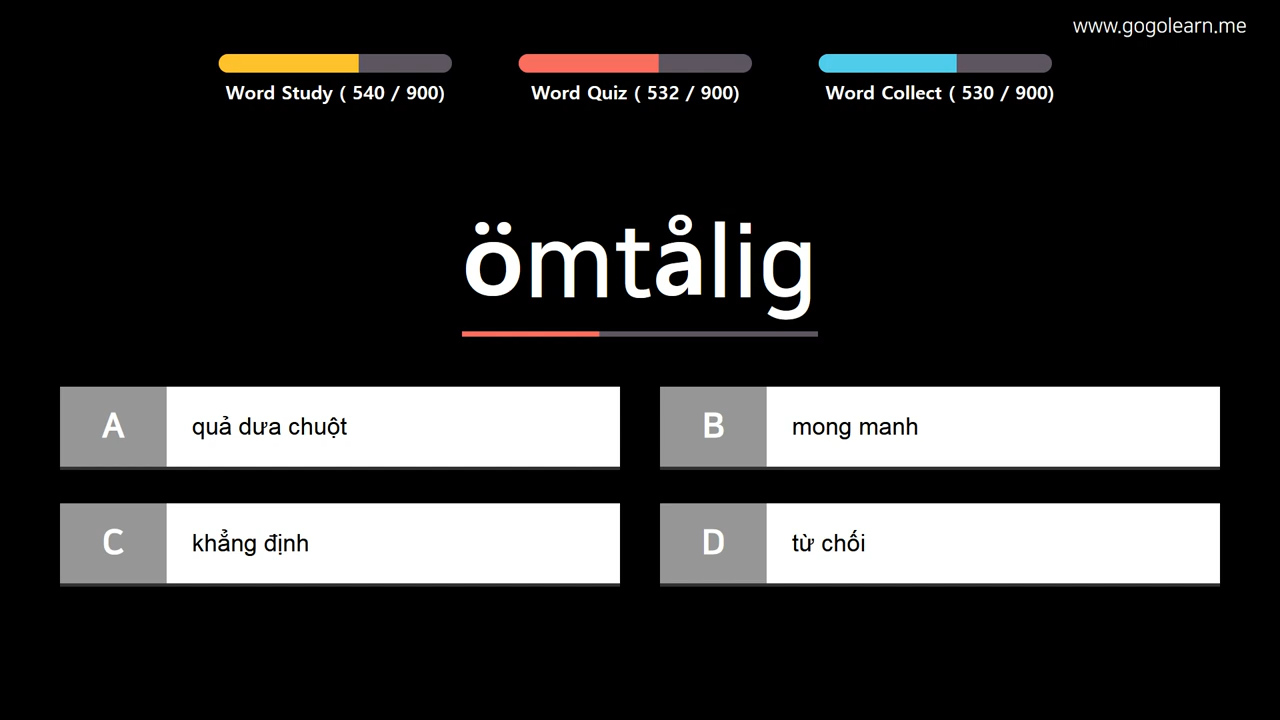 www.gogolearn.me
Word Study ( 540 / 900)
Word Quiz ( 532 / 900)
Word Collect ( 530 / 900)
ömtålig
A
quả dưa chuột
B
mong manh
C
khẳng định
D
từ chối